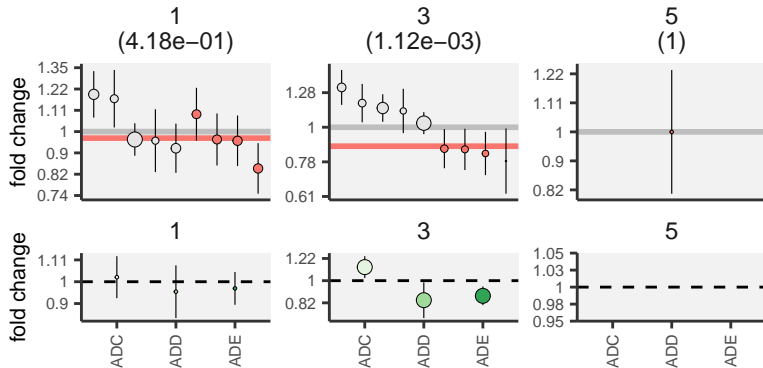 1
(4.18e−01)
3
(1.12e−03)
5
(1)
fold change
1.35
1.22
1.11
1
0.9
0.82
0.74
1.28
1
0.78
0.61
1.22
1.11
1
0.9
0.82
1
3
5
fold change
1.11
1
0.9
1.22
1
0.82
1.05
1.03
1
0.98
0.95
ADC
ADD
ADE
ADC
ADD
ADE
ADC
ADD
ADE